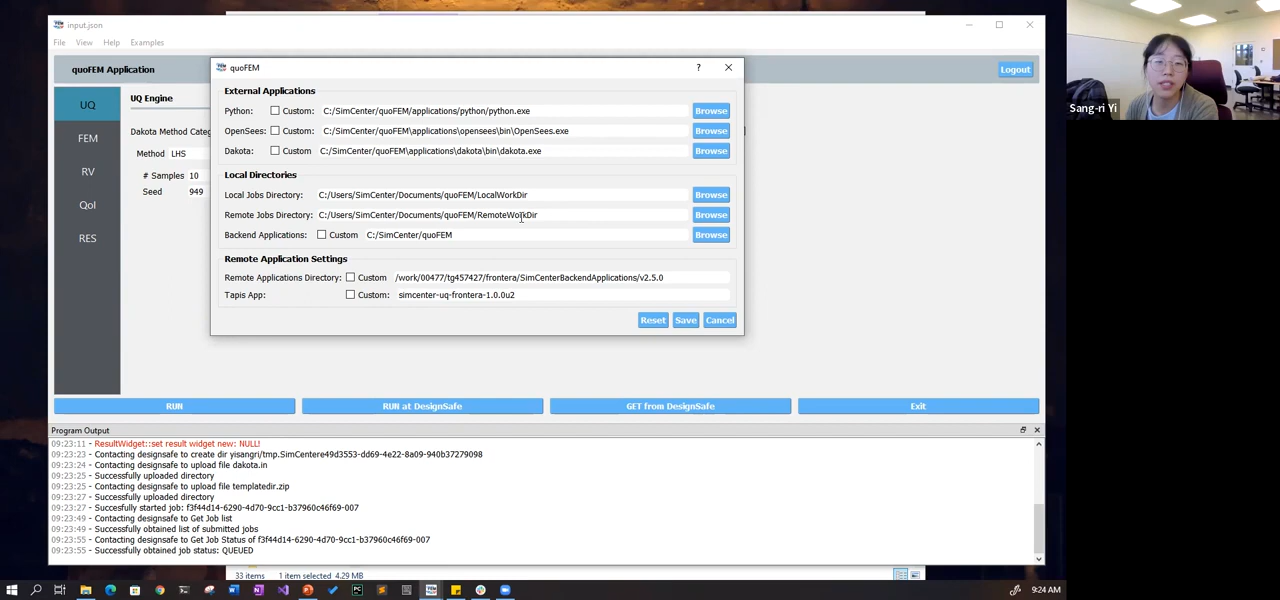 input.json
File View Help Examples
quoFEM Application
Logout
UQ
FEM
RV
QoI
RES
UQ Engine
Dakota Method Categ
Method LHS
# Samples 10
Seed 949
quoFEM
?
External Applications
Python: Custom: C:/SimCenter/quoFEM/applications/python/python.exe Browse
OpenSees: Custom: C:/SimCenter/quoFEM\applications\opensees\bin\OpenSees.exe Browse
Dakota: Custom C:/SimCenter/quoFEM\applications\dakota\bin\dakota.exe Browse
Local Directories
Local Jobs Directory: C:/Users/SimCenter/Documents/quoFEM/LocalWorkDir Browse
Remote Jobs Directory: C:/Users/SimCenter/Documents/quoFEM/RemoteWorkDir Browse
Backend Applications: Custom C:/SimCenter/quoFEM Browse
Remote Application Settings
Remote Applications Directory: Custom /work/00477/tg457427/frontera/SimCenterBackendApplications/v2.5.0
Tapis App: Custom: simcenter-uq-frontera-1.0.0u2
Reset Save Cancel
RUN RUN at DesignSafe GET from DesignSafe Exit
Program Output
09:23:11 - ResultWidget::set result widget new: NULL!
09:23:23 - Contacting designsafe to create dir yisangri/tmp.SimCentere49d3553-dd69-4e22-8a09-940b37279098
09:23:24 - Contacting designsafe to upload file dakota.in
09:23:25 - Successfully uploaded directory
09:23:25 - Contacting designsafe to upload file templatedir.zip
09:23:27 - Successfully uploaded directory
09:23:27 - Succesfully started job: f3f44d14-6290-4d70-9cc1-b37960c46f69-007
09:23:49 - Contacting designsafe to Get Job list
09:23:49 - Successfully obtained list of submitted jobs
09:23:55 - Contacting designsafe to Get Job Status of f3f44d14-6290-4d70-9cc1-b37960c46f69-007
09:23:55 - Successfully obtained job status: QUEUED
33 items 1 item selected 4.29 MB
9:24 AM
Sang-ri Yi